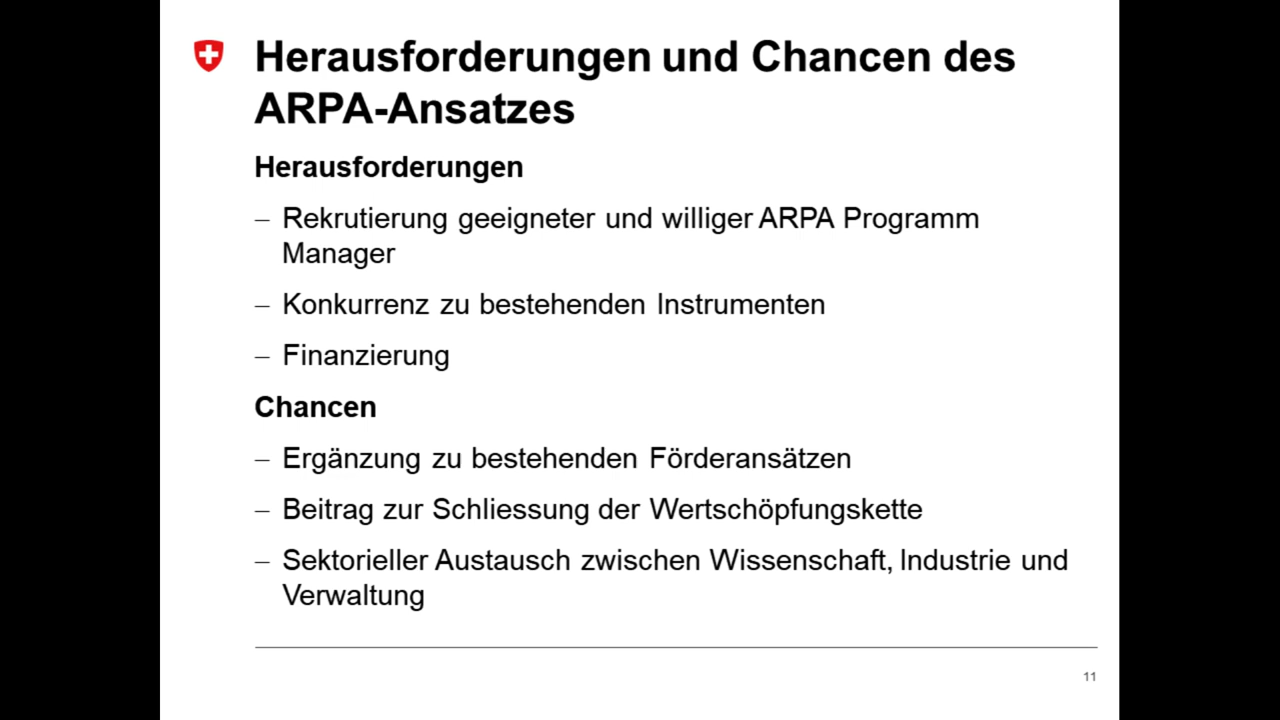 Herausforderungen und Chancen des
ARPA-Ansatzes
Herausforderungen
– Rekrutierung geeigneter und williger ARPA Programm
Manager
– Konkurrenz zu bestehenden Instrumenten
– Finanzierung
Chancen
– Ergänzung zu bestehenden Förderansätzen
– Beitrag zur Schliessung der Wertschöpfungskette
– Sektorieller Austausch zwischen Wissenschaft, Industrie und
Verwaltung
11